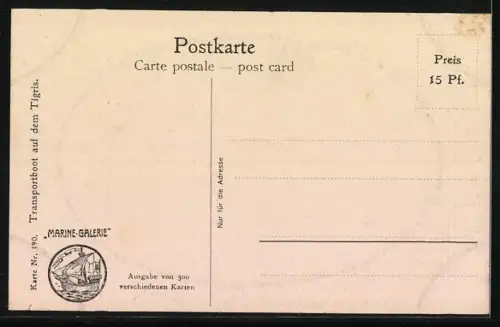 Postkarte
Carte postale — post card
Preis
15 Pf.
Karte Nr. 190. Transportboot auf dem Tigris.
Nur für die Adresse
„MARINE-GALERIE"
Ausgabe von 300
verschiedenen Karten